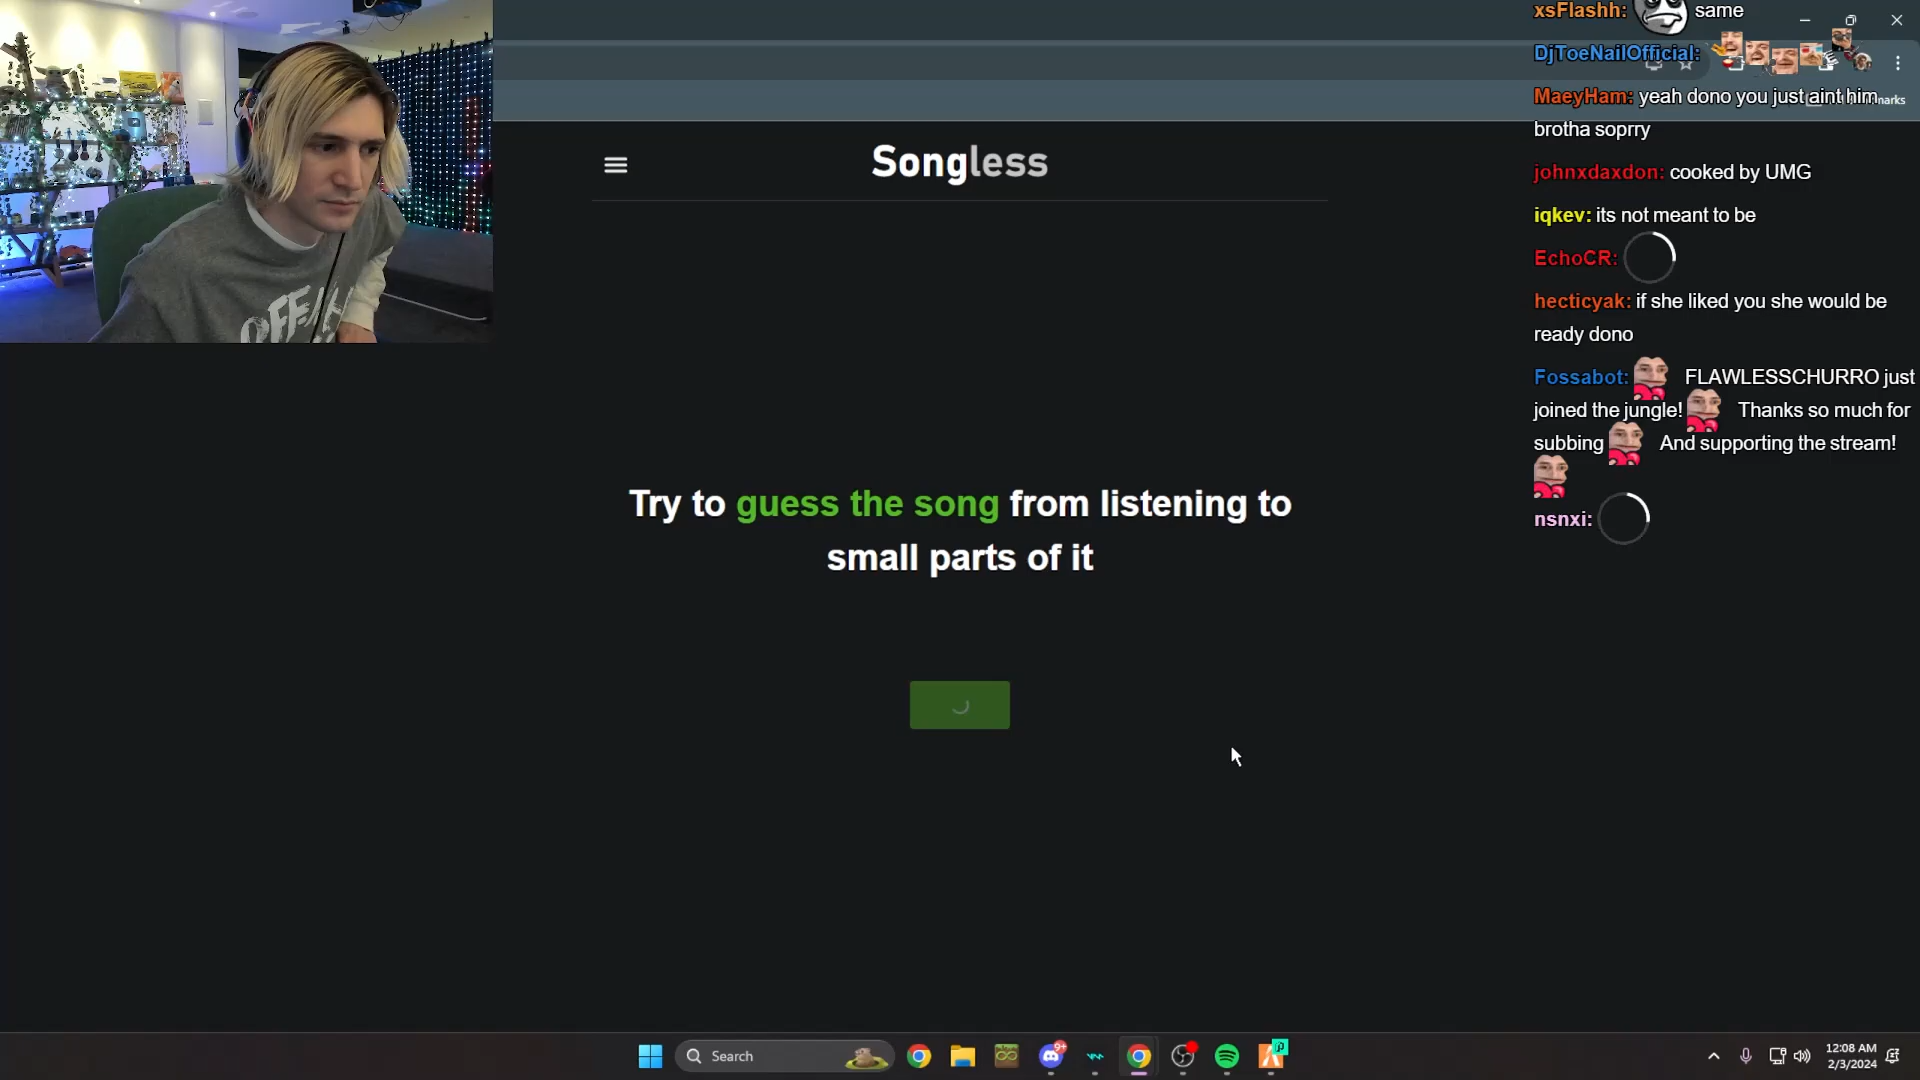 xsFlashh: same
DjToeNailOfficial:
MaeyHam: yeah dono you just aint him
brotha soprry
johnxdaxdon: cooked by UMG
iqkev: its not meant to be
EchoCR:
hecticyak: if she liked you she would be
ready dono
Fossabot: FLAWLESSCHURRO just
joined the jungle! Thanks so much for
subbing And supporting the stream!
nsnxi:
Songless
Try to guess the song from listening to
small parts of it
Search
9+
12:08 AM
2/3/2024